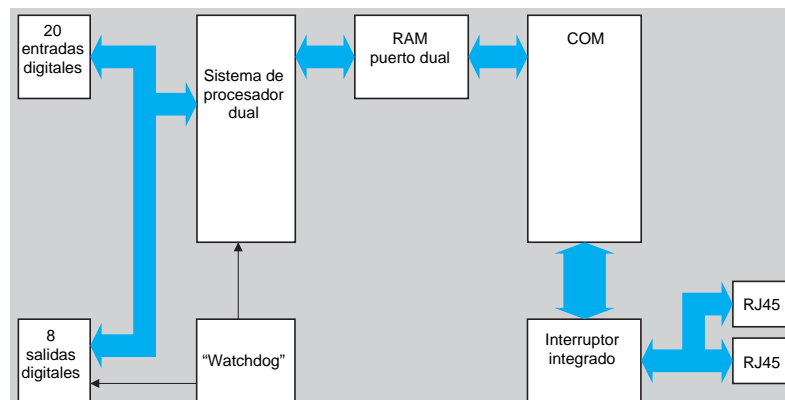 20
entradas
digitales
Sistema de
procesador
dual
RAM
puerto dual
COM
8
salidas
digitales
“Watchdog”
Interruptor
integrado
RJ45
RJ45